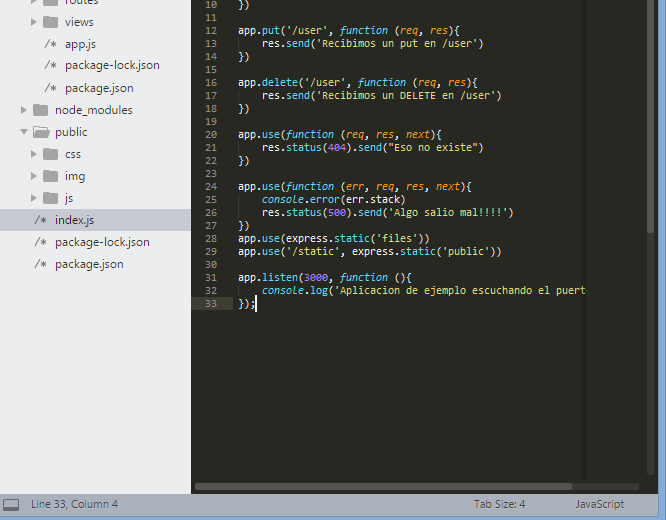 routes
views
app.js
package-lock.json
package.json
node_modules
public
css
img
js
index.js
package-lock.json
package.json
10 })
11
12 app.put('/user', function (req, res){
13 res.send('Recibimos un put en /user')
14 })
15
16 app.delete('/user', function (req, res){
17 res.send('Recibimos un DELETE en /user')
18 })
19
20 app.use(function (req, res, next){
21 res.status(404).send("Eso no existe")
22 })
23
24 app.use(function (err, req, res, next){
25 console.error(err.stack)
26 res.status(500).send('Algo salio mal!!!!')
27 })
28 app.use(express.static('files'))
29 app.use('/static', express.static('public'))
30
31 app.listen(3000, function (){
32 console.log('Aplicacion de ejemplo escuchando el puert
33 });
Line 33, Column 4
Tab Size: 4
JavaScript